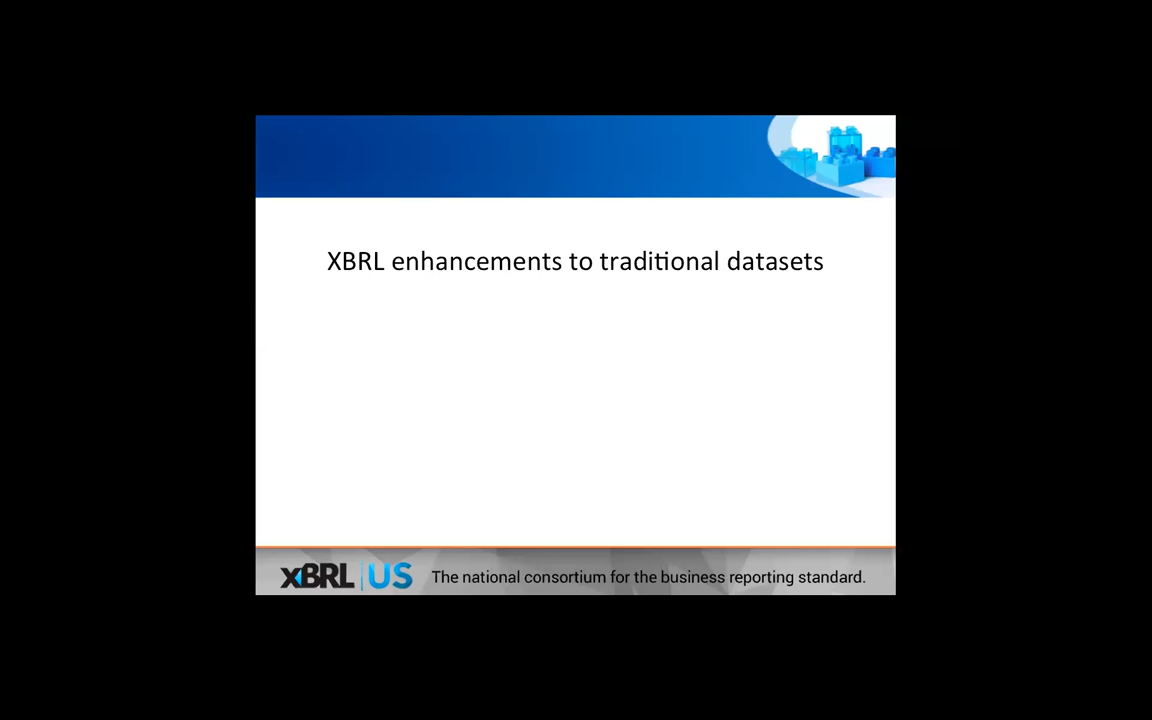 XBRL enhancements to traditional datasets
XBRL US The national consortium for the business reporting standard.